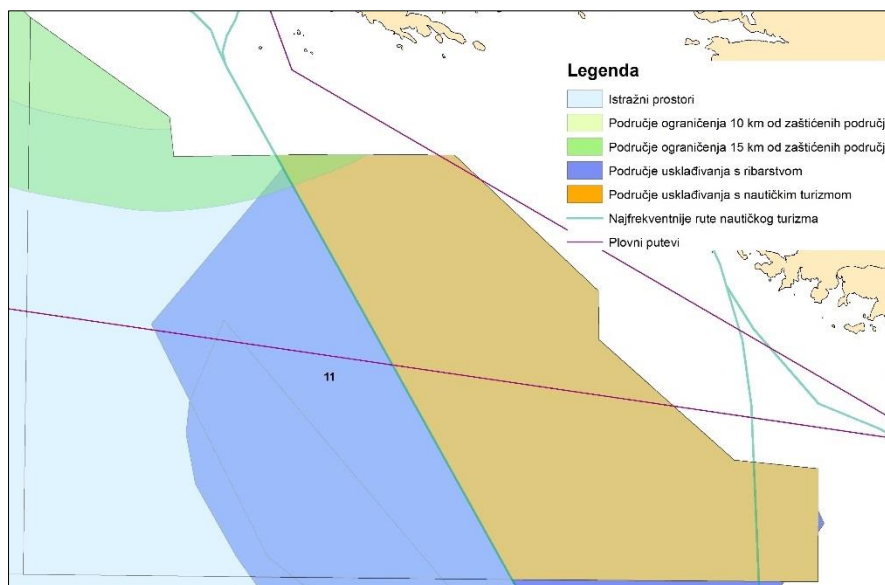 Legenda
Istražni prostori
Područje ograničenja 10 km od zaštićenih područj
Područje ograničenja 15 km od zaštićenih područj
Područje usklađivanja s ribarstvom
Područje usklađivanja s nautičkim turizmom
Najfrekventnije rute nautičkog turizma
Plovni putevi
11